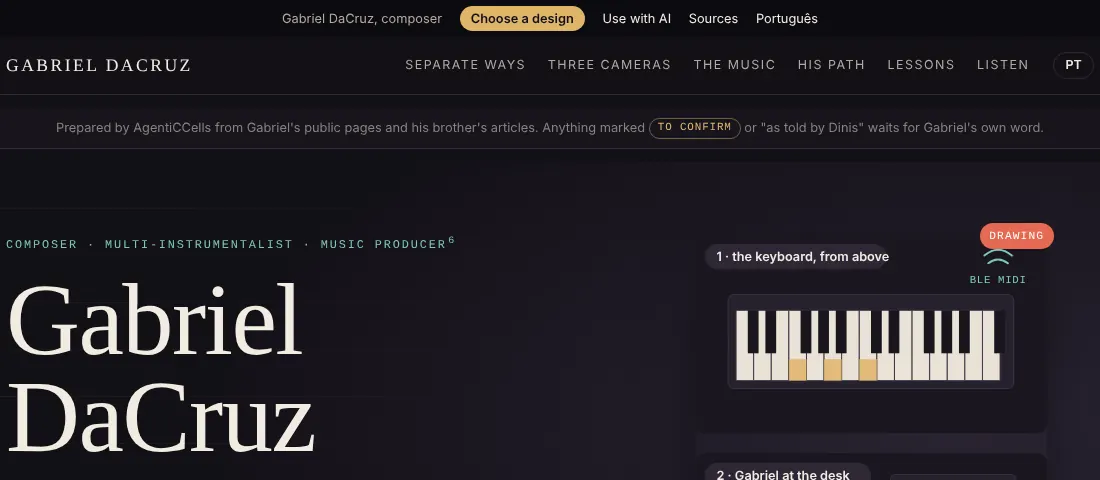 Gabriel DaCruz, composer Choose a design Use with AI Sources Português
GABRIEL DACRUZ SEPARATE WAYS THREE CAMERAS THE MUSIC HIS PATH LESSONS LISTEN PT
Prepared by AgentiCCells from Gabriel's public pages and his brother's articles. Anything marked TO CONFIRM or "as told by Dinis" waits for Gabriel's own word.
COMPOSER · MULTI-INSTRUMENTALIST · MUSIC PRODUCER6
Gabriel
DaCruz
DRAWING
1 · the keyboard, from above
BLE MIDI
2 · Gabriel at the desk